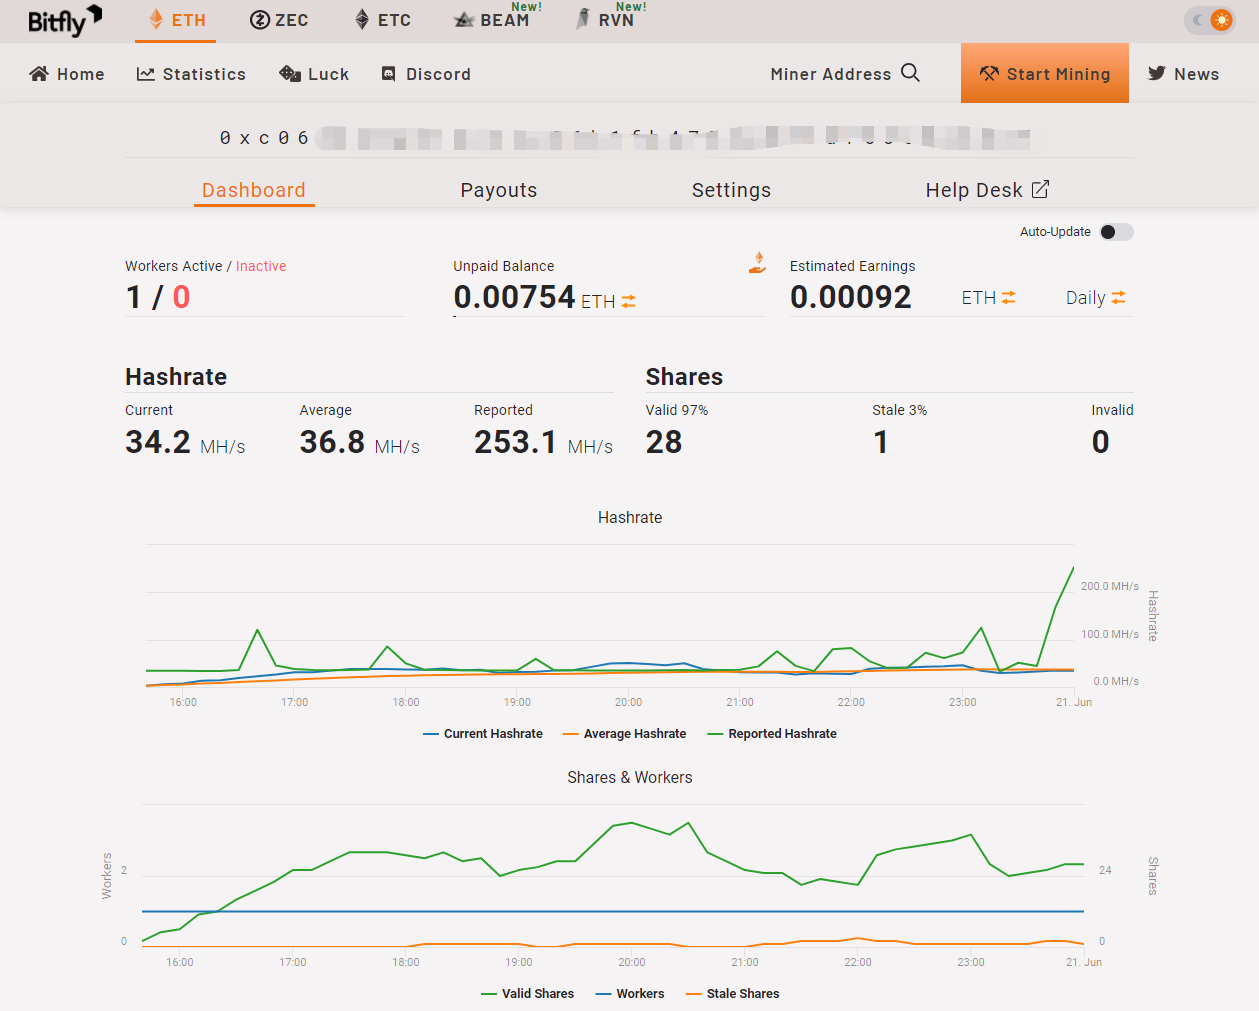 Bitfly ETH ZEC ETC BEAM New! RVN New!
Home Statistics Luck Discord Miner Address Start Mining News
0xc06
Dashboard Payouts Settings Help Desk
Auto-Update
Workers Active / Inactive Unpaid Balance Estimated Earnings
1 / 0 0.00754 ETH 0.00092 ETH Daily
Hashrate Shares
Current Average Reported Valid 97% Stale 3% Invalid
34.2 MH/s 36.8 MH/s 253.1 MH/s 28 1 0
Hashrate
200.0 MH/s
100.0 MH/s
0.0 MH/s
Hashrate
16:00 17:00 18:00 19:00 20:00 21:00 22:00 23:00 21. Jun
Current Hashrate Average Hashrate Reported Hashrate
Shares & Workers
Workers
2 24
0 0
Shares
16:00 17:00 18:00 19:00 20:00 21:00 22:00 23:00 21. Jun
Valid Shares Workers Stale Shares